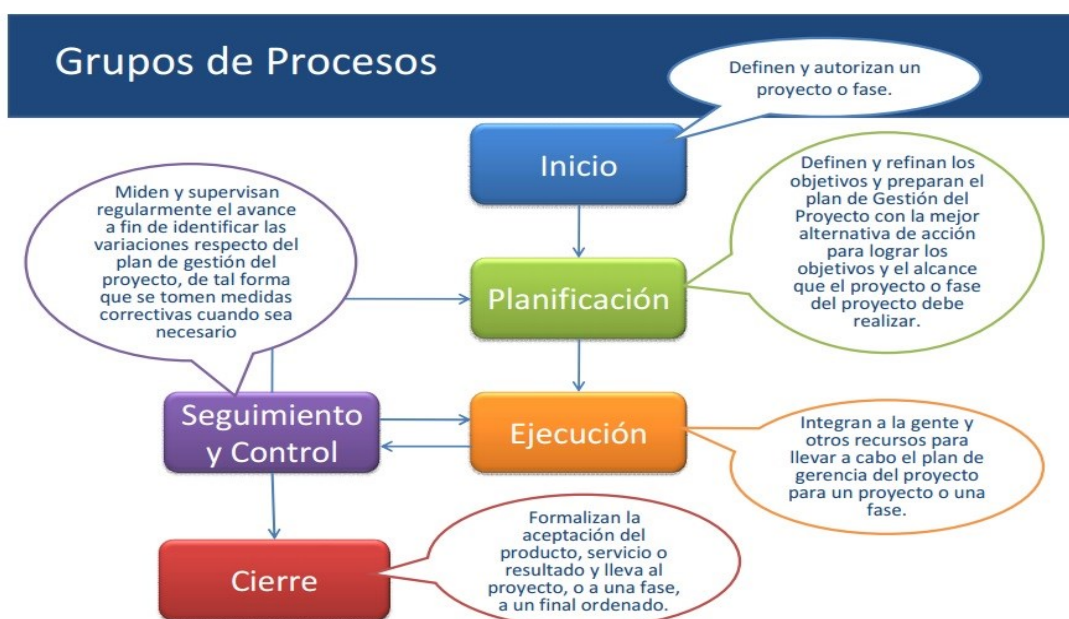 Grupos de Procesos
Definen y autorizan un
proyecto o fase.
Inicio
Definen y refinan los
objetivos y preparan el
plan de Gestión del
Proyecto con la mejor
alternativa de acción
para lograr los
objetivos y el alcance
que el proyecto o fase
del proyecto debe
realizar.
Miden y supervisan
regularmente el avance
a fin de identificar las
variaciones respecto del
plan de gestión del
proyecto, de tal forma
que se tomen medidas
correctivas cuando sea
necesario
Planificación
Seguimiento
y Control
Ejecución
Integran a la gente y
otros recursos para
llevar a cabo el plan de
gerencia del proyecto
para un proyecto o una
fase.
Formalizan la
aceptación del
producto, servicio o
resultado y lleva al
proyecto, o a una fase,
a un final ordenado.
Cierre